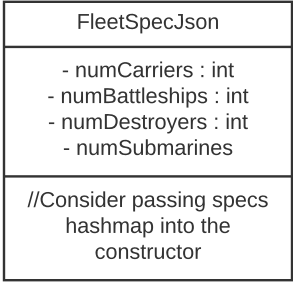 FleetSpecJson
- numCarriers : int
- numBattleships : int
- numDestroyers : int
- numSubmarines
//Consider passing specs
hashmap into the
constructor